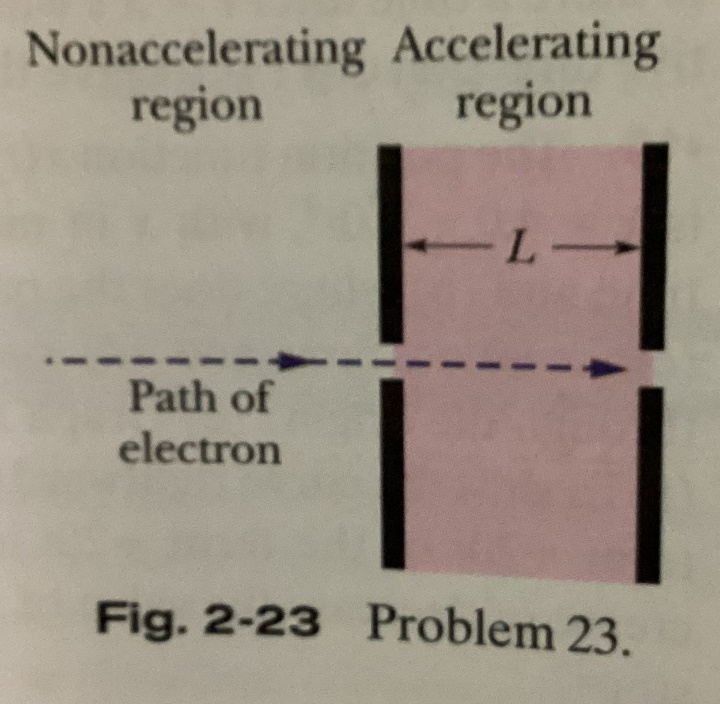 Nonaccelerating region
Accelerating region
L
Path of
electron
Fig. 2-23 Problem 23.